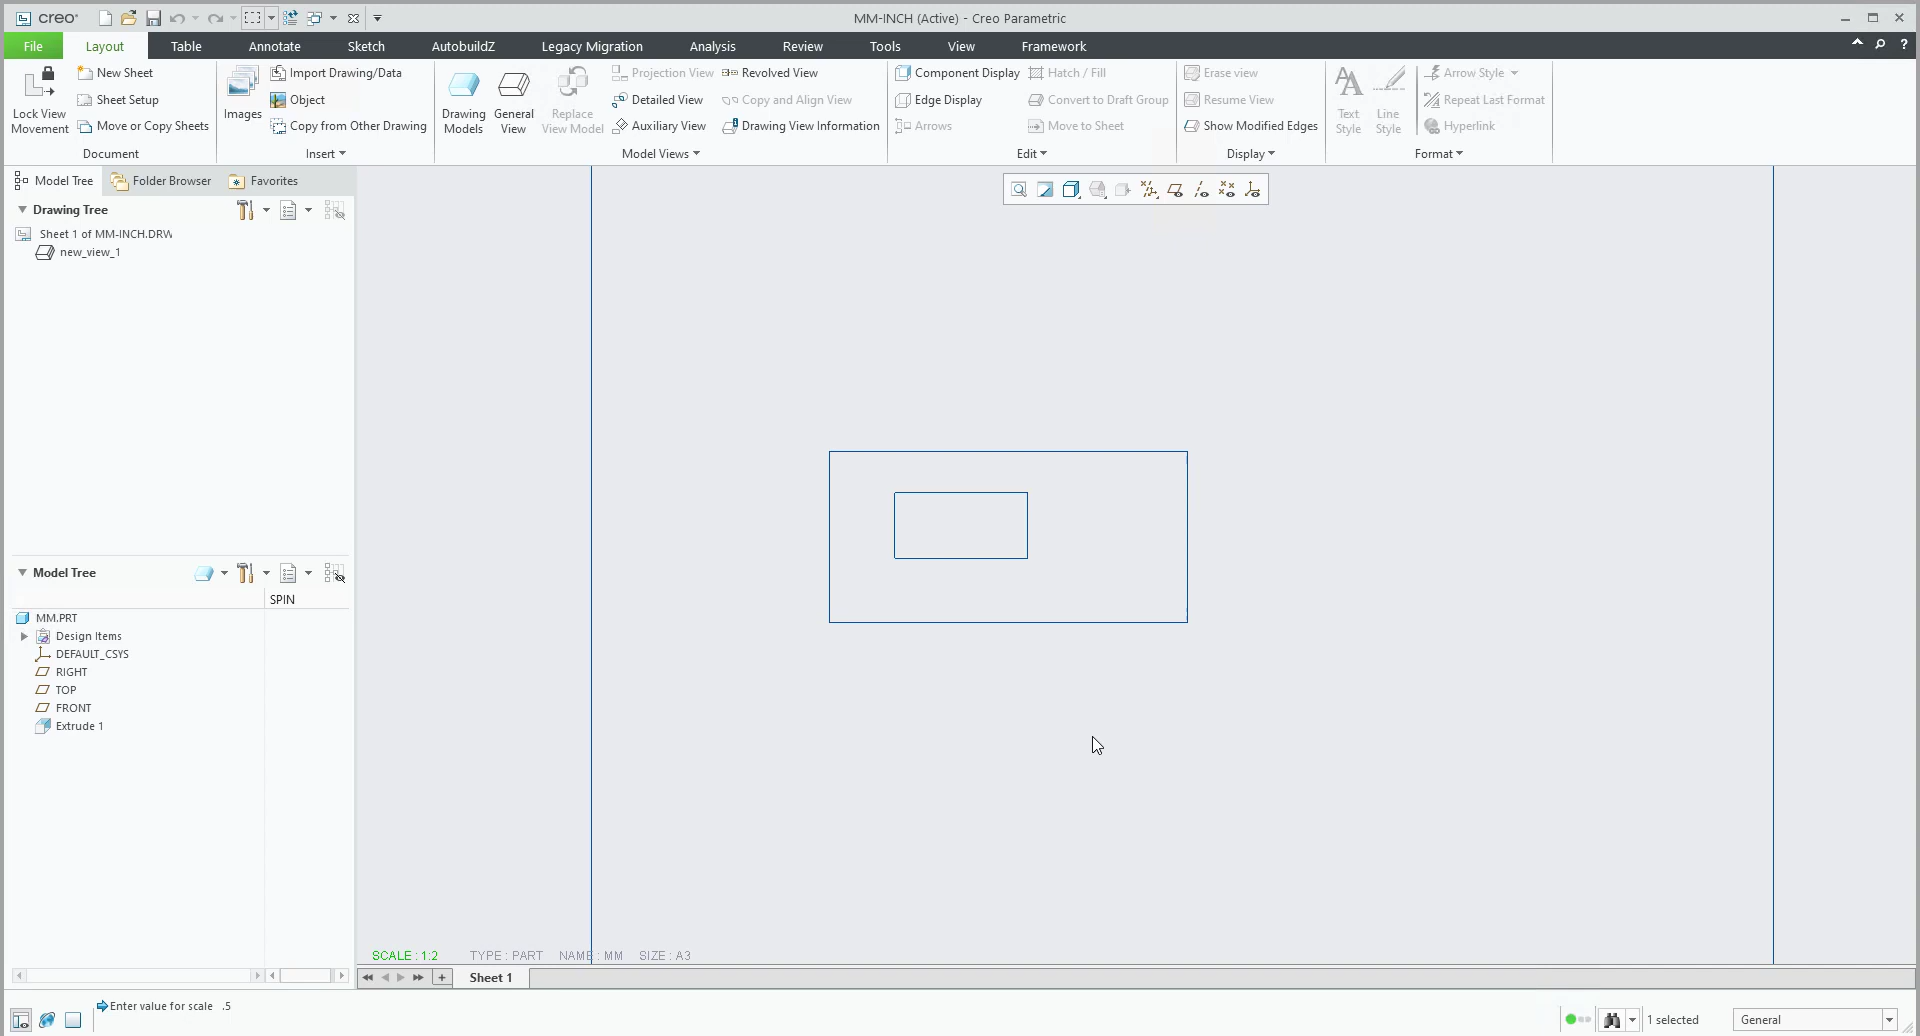 creo
MM-INCH (Active) - Creo Parametric
File
Layout
Table
Annotate
Sketch
AutobuildZ
Legacy Migration
Analysis
Review
Tools
View
Framework
?
Lock View
Movement
New Sheet
Sheet Setup
Move or Copy Sheets
Document
Images
Import Drawing/Data
Object
Copy from Other Drawing
Insert
Drawing
Models
General
View
Replace
View Model
Projection View
Detailed View
Auxiliary View
Revolved View
Copy and Align View
Drawing View Information
Model Views
Component Display
Edge Display
Arrows
Hatch / Fill
Convert to Draft Group
Move to Sheet
Edit
Erase view
Resume View
Show Modified Edges
Display
Text
Style
Line
Style
Arrow Style
Repeat Last Format
Hyperlink
Format
Model Tree
Folder Browser
Favorites
Drawing Tree
Sheet 1 of MM-INCH.DRW
new_view_1
Model Tree
SPIN
MM.PRT
Design Items
DEFAULT_CSYS
RIGHT
TOP
FRONT
Extrude 1
SCALE : 1:2 TYPE : PART NAME : MM SIZE : A3
Sheet 1
Enter value for scale .5
1 selected
General